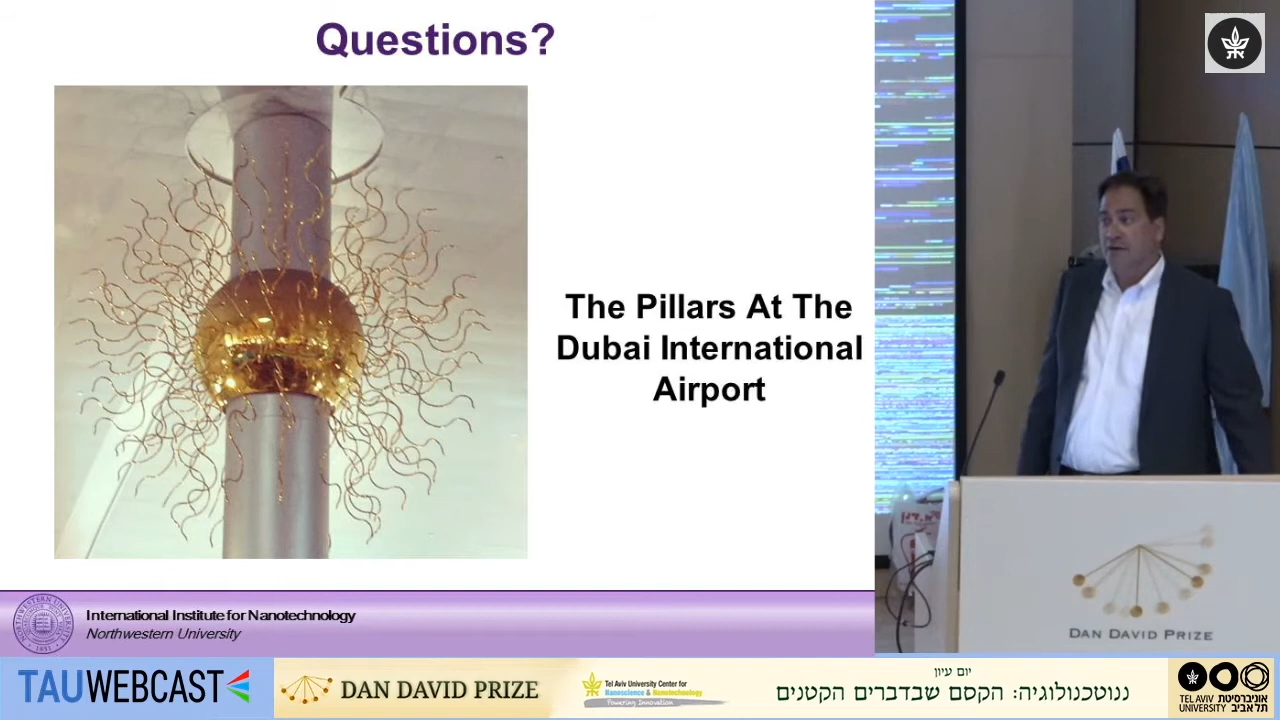 Questions?
The Pillars At The
Dubai International
Airport
International Institute for Nanotechnology
Northwestern University
DAN DAVID PRIZE
TAUWEBCAST
DAN DAVID PRIZE
Tel Aviv University Center for
Nanoscience & Nanotechnology
Powering Innovation
יום עיון
ננוטכנולוגיה: הקסם שבדברים הקטנים
TEL AVIV אוניברסיטת
UNIVERSITY תל אביב